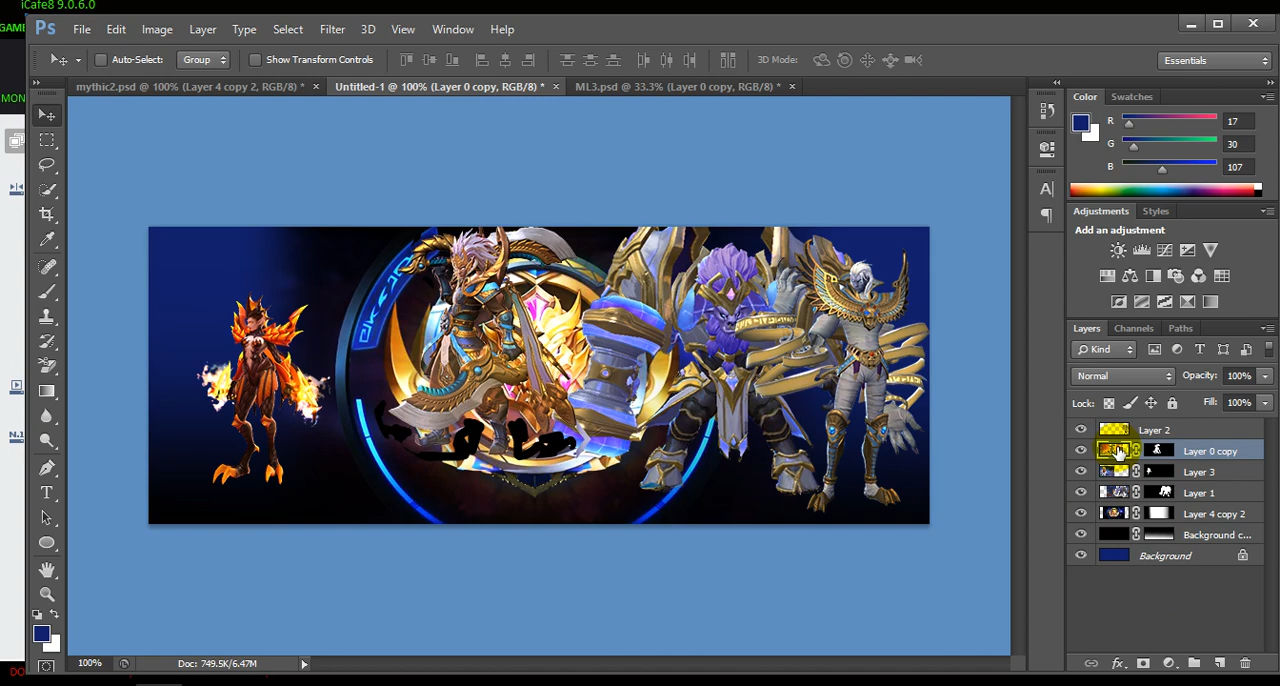 iCafe8 9.0.6.0
GAME
MON
Ps File Edit Image Layer Type Select Filter 3D View Window Help
Auto-Select: Group Show Transform Controls 3D Mode: Essentials
mythic2.psd @ 100% (Layer 4 copy 2, RGB/8) * × Untitled-1 @ 100% (Layer 0 copy, RGB/8) * × ML3.psd @ 33.3% (Layer 0 copy, RGB/8) * ×
Color Swatches
R 17
G 30
B 107
Adjustments Styles
Add an adjustment
Layers Channels Paths
Kind
Normal Opacity: 100%
Lock: Fill: 100%
Layer 2
Layer 0 copy
Layer 3
Layer 1
Layer 4 copy 2
Background c...
Background
N.1
100% Doc: 749.5K/6.47M
DO